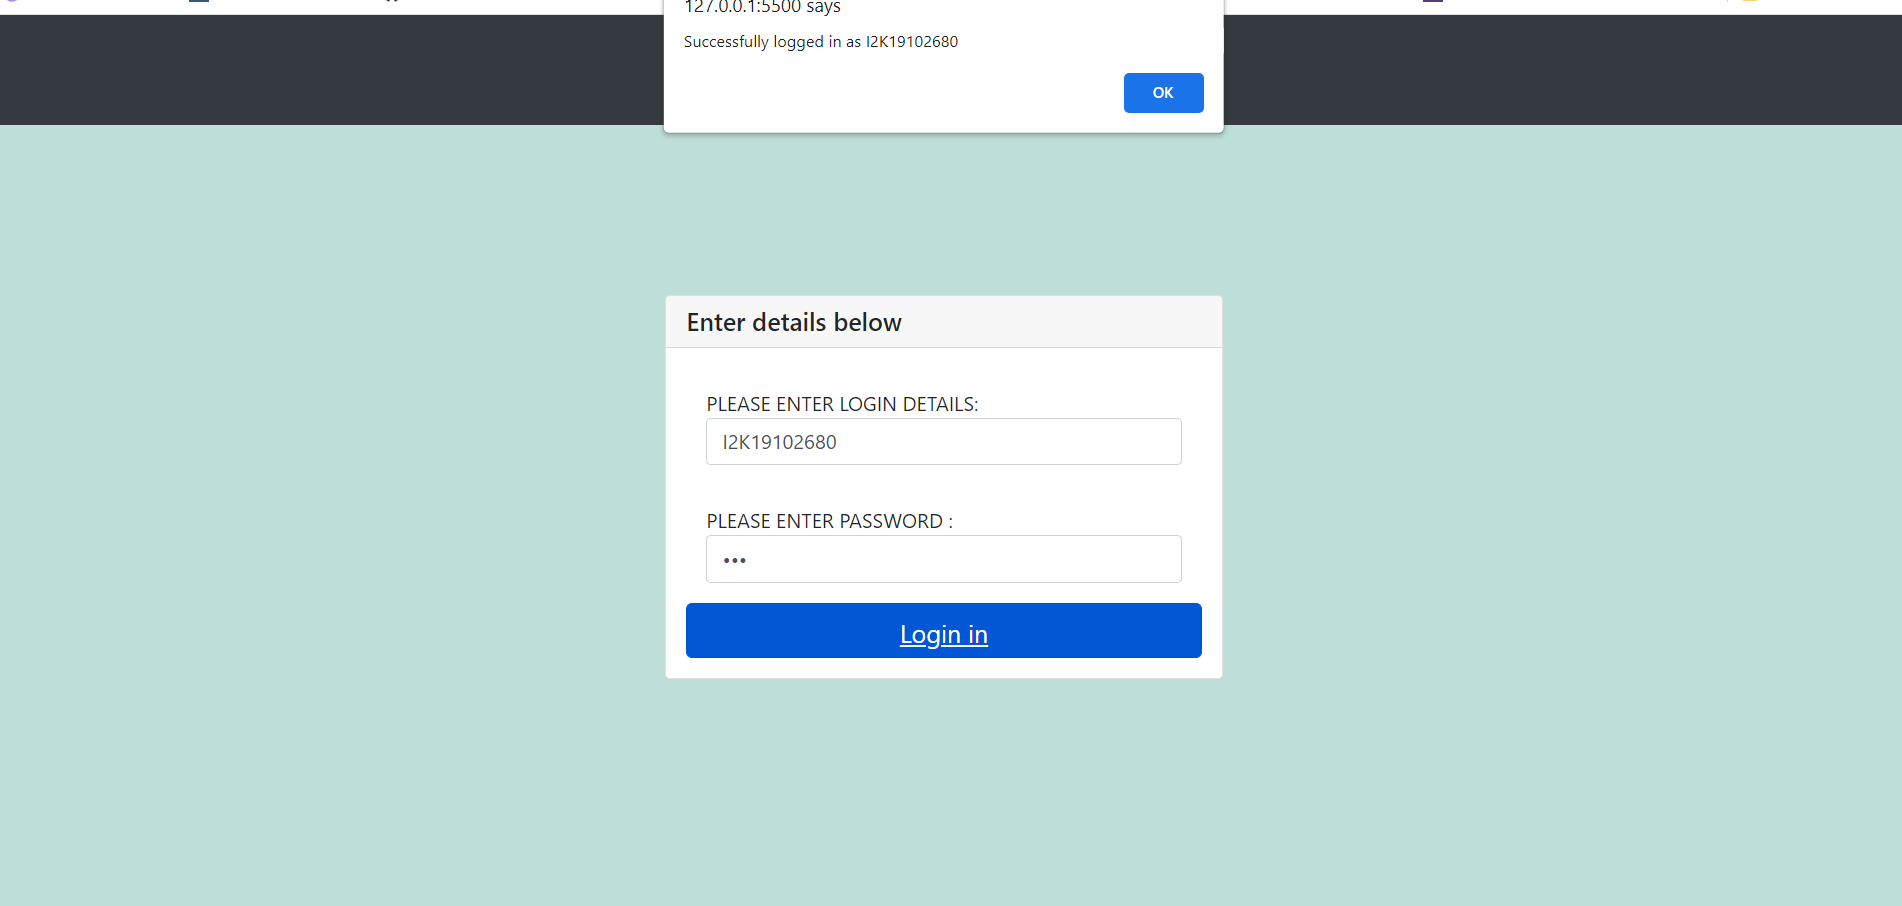 127.0.0.1:5500 says
Successfully logged in as I2K19102680
OK
Enter details below
PLEASE ENTER LOGIN DETAILS:
I2K19102680
PLEASE ENTER PASSWORD :
•••
Login in